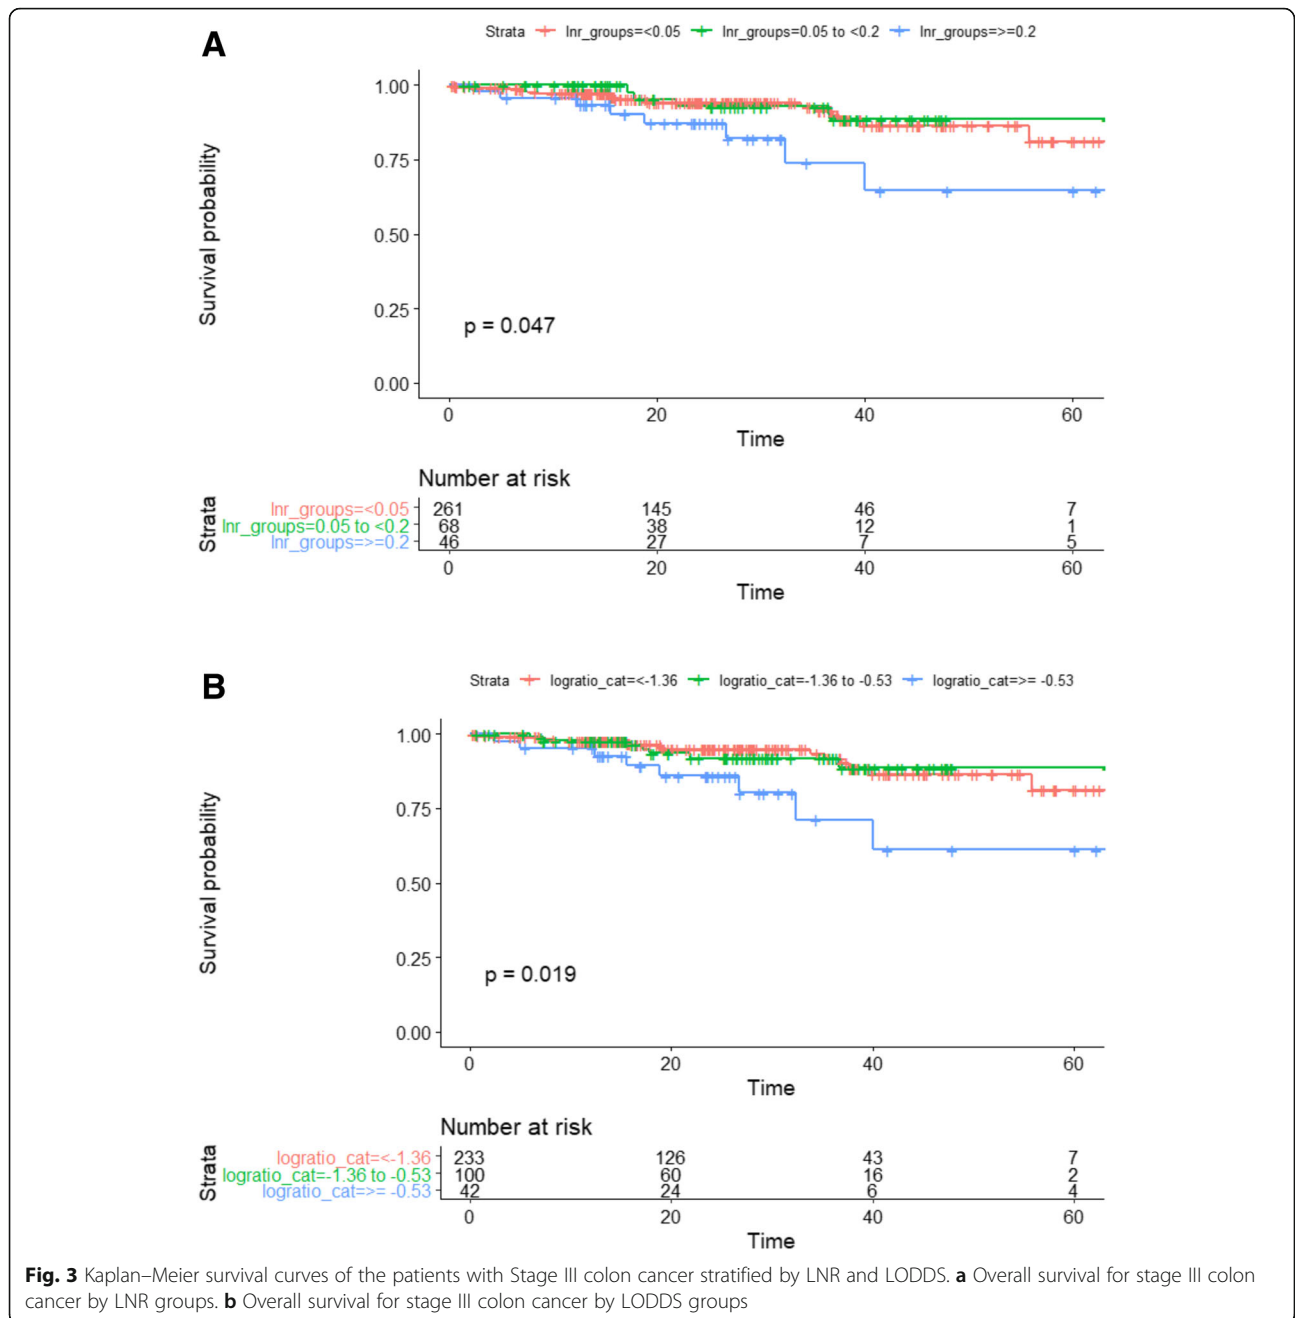 A
Strata lnr_groups=<0.05 lnr_groups=0.05 to <0.2 lnr_groups=>=0.2
1.00
0.75
0.50
0.25
0.00
Survival probability
p = 0.047
0 20 40 60
Time
Number at risk
Strata
lnr_groups=<0.05 261 145 46 7
lnr_groups=0.05 to <0.2 68 38 12 1
lnr_groups=>=0.2 46 27 7 5
0 20 40 60
Time
B
Strata logratio_cat=<-1.36 logratio_cat=-1.36 to -0.53 logratio_cat=>= -0.53
1.00
0.75
0.50
0.25
0.00
Survival probability
p = 0.019
0 20 40 60
Time
Number at risk
Strata
logratio_cat=<-1.36 233 126 43 7
logratio_cat=-1.36 to -0.53 100 60 16 2
logratio_cat=>= -0.53 42 24 6 4
0 20 40 60
Time
Fig. 3 Kaplan–Meier survival curves of the patients with Stage III colon cancer stratified by LNR and LODDS. a Overall survival for stage III colon
cancer by LNR groups. b Overall survival for stage III colon cancer by LODDS groups